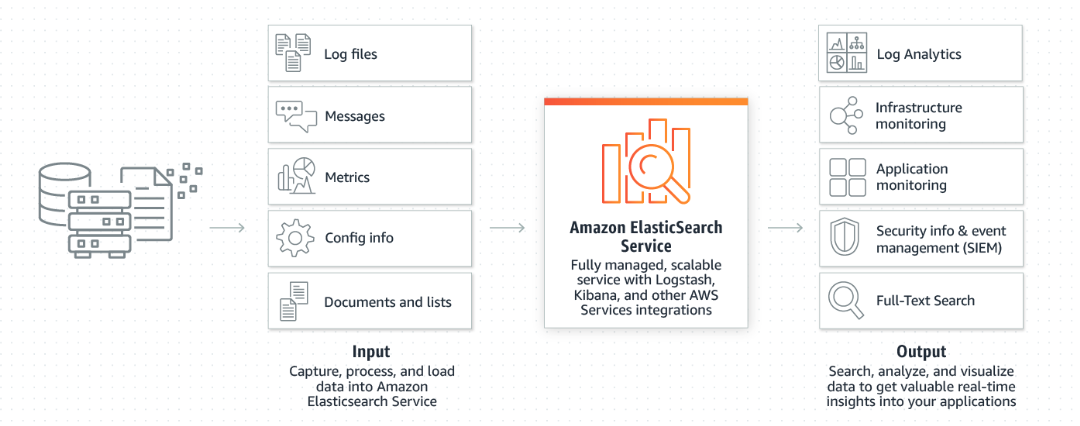 Log files
Messages
Metrics
Config info
Documents and lists
Input
Capture, process, and load
data into Amazon
Elasticsearch Service
Amazon ElasticSearch
Service
Fully managed, scalable
service with Logstash,
Kibana, and other AWS
Services integrations
Log Analytics
Infrastructure
monitoring
Application
monitoring
Security info & event
management (SIEM)
Full-Text Search
Output
Search, analyze, and visualize
data to get valuable real-time
insights into your applications